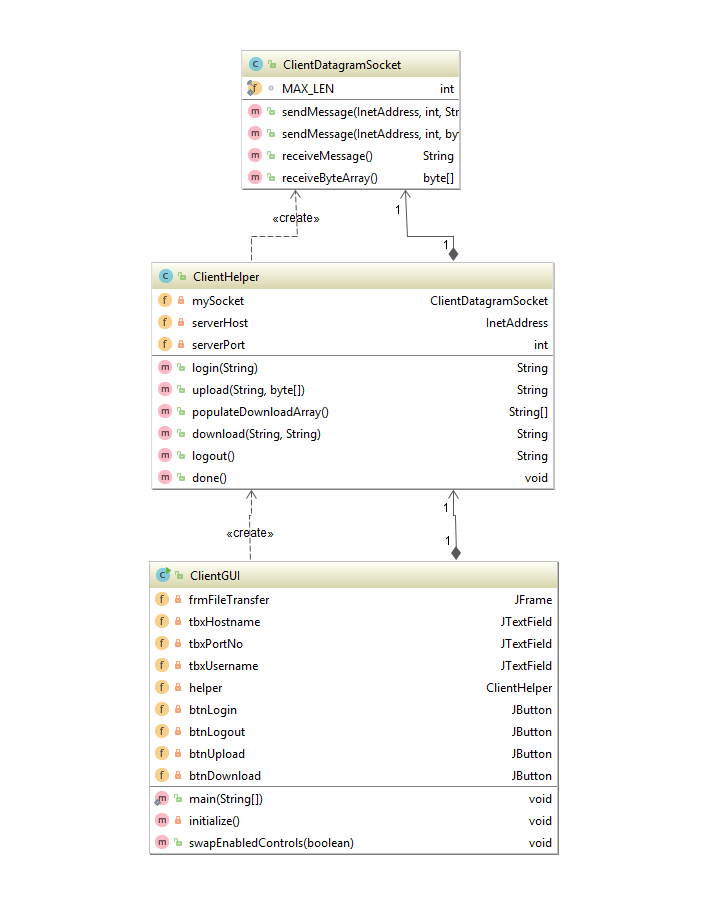 C ClientDatagramSocket
f MAX_LEN int
m sendMessage(InetAddress, int, Str
m sendMessage(InetAddress, int, by
m receiveMessage() String
m receiveByteArray() byte[]
«create»
1
1
C ClientHelper
f mySocket ClientDatagramSocket
f serverHost InetAddress
f serverPort int
m login(String) String
m upload(String, byte[]) String
m populateDownloadArray() String[]
m download(String, String) String
m logout() String
m done() void
1
«create»
1
C ClientGUI
f frmFileTransfer JFrame
f tbxHostname JTextField
f tbxPortNo JTextField
f tbxUsername JTextField
f helper ClientHelper
f btnLogin JButton
f btnLogout JButton
f btnUpload JButton
f btnDownload JButton
m main(String[]) void
m initialize() void
m swapEnabledControls(boolean) void